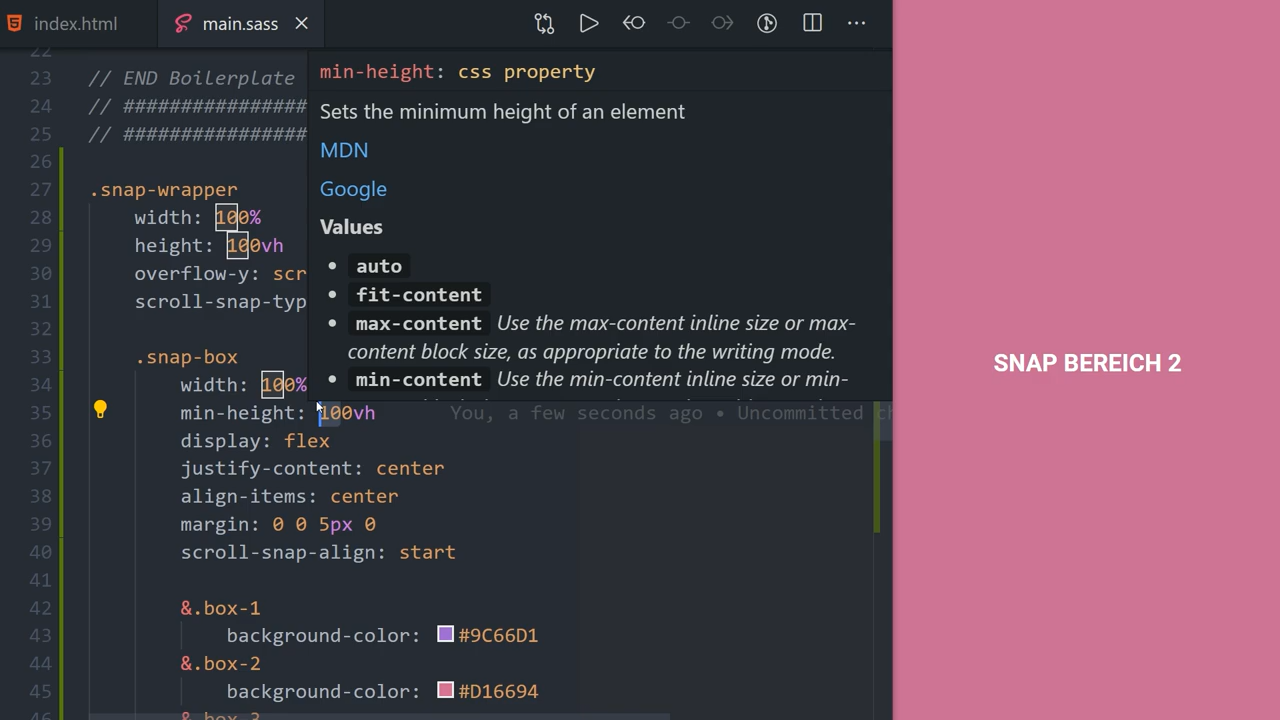 index.html
main.sass
22
23 // END Boilerplate
24 // ################
25 // ################
26
27 .snap-wrapper
28 width: 100%
29 height: 100vh
30 overflow-y: scr
31 scroll-snap-typ
32
33 .snap-box
34 width: 100%
35 min-height: 100vh You, a few seconds ago • Uncommitted ch
36 display: flex
37 justify-content: center
38 align-items: center
39 margin: 0 0 5px 0
40 scroll-snap-align: start
41
42 &.box-1
43 background-color: #9C66D1
44 &.box-2
45 background-color: #D16694
46 &.box-3
min-height: css property
Sets the minimum height of an element
MDN
Google
Values
• auto
• fit-content
• max-content Use the max-content inline size or max-
content block size, as appropriate to the writing mode.
• min-content Use the min-content inline size or min-
SNAP BEREICH 2